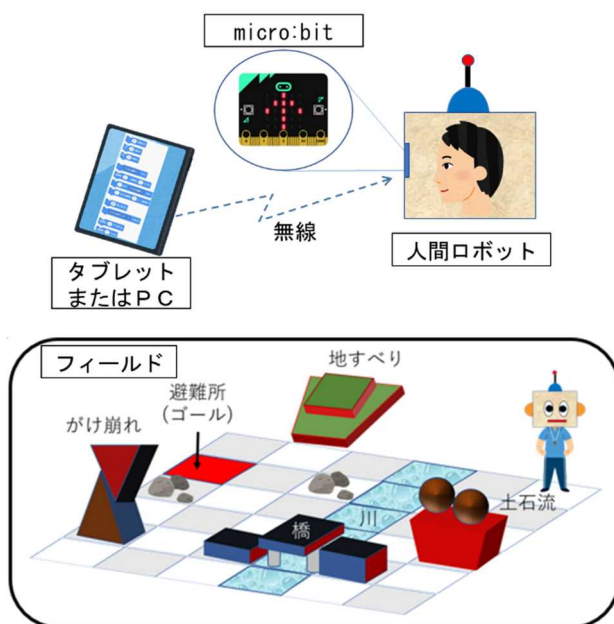 micro:bit
無線
タブレット
またはＰＣ
人間ロボット
フィールド
地すべり
避難所
(ゴール)
がけ崩れ
橋
川
土石流